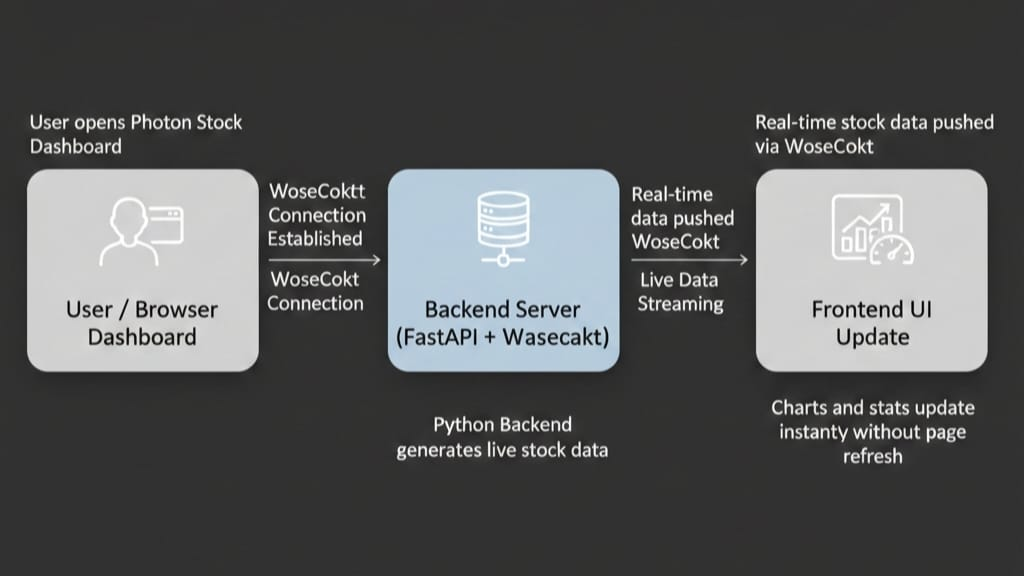 User opens Photon Stock
Dashboard
User / Browser
Dashboard
WoseCoktt
Connection
Established
WoseCokt
Connection
Backend Server
(FastAPI + Wasecakt)
Python Backend
generates live stock data
Real-time
data pushed
WoseCokt
Live Data
Streaming
Real-time stock data pushed
via WoseCokt
Frontend UI
Update
Charts and stats update
instanty without page
refresh